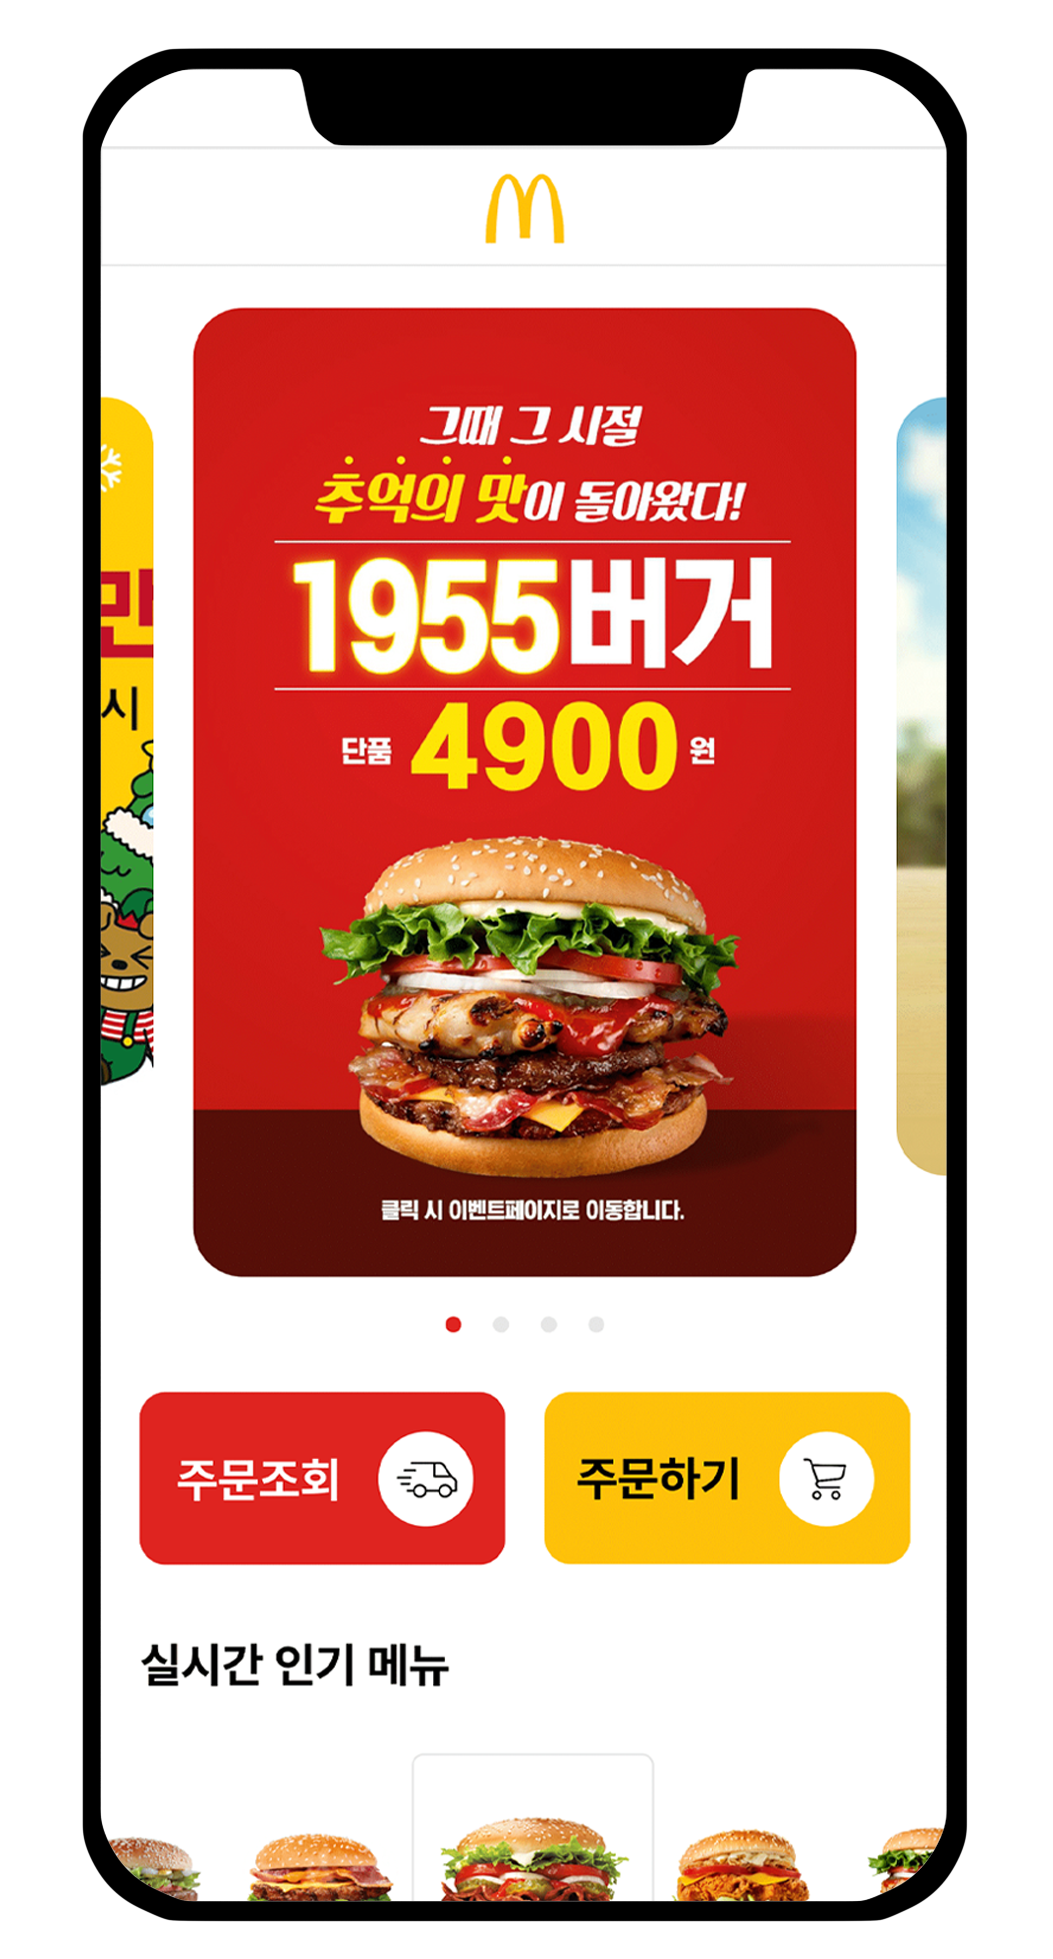 그때 그 시절
추억의 맛이 돌아왔다!
1955버거
단품 4900 원
시
클릭 시 이벤트페이지로 이동합니다.
주문조회
주문하기
실시간 인기 메뉴